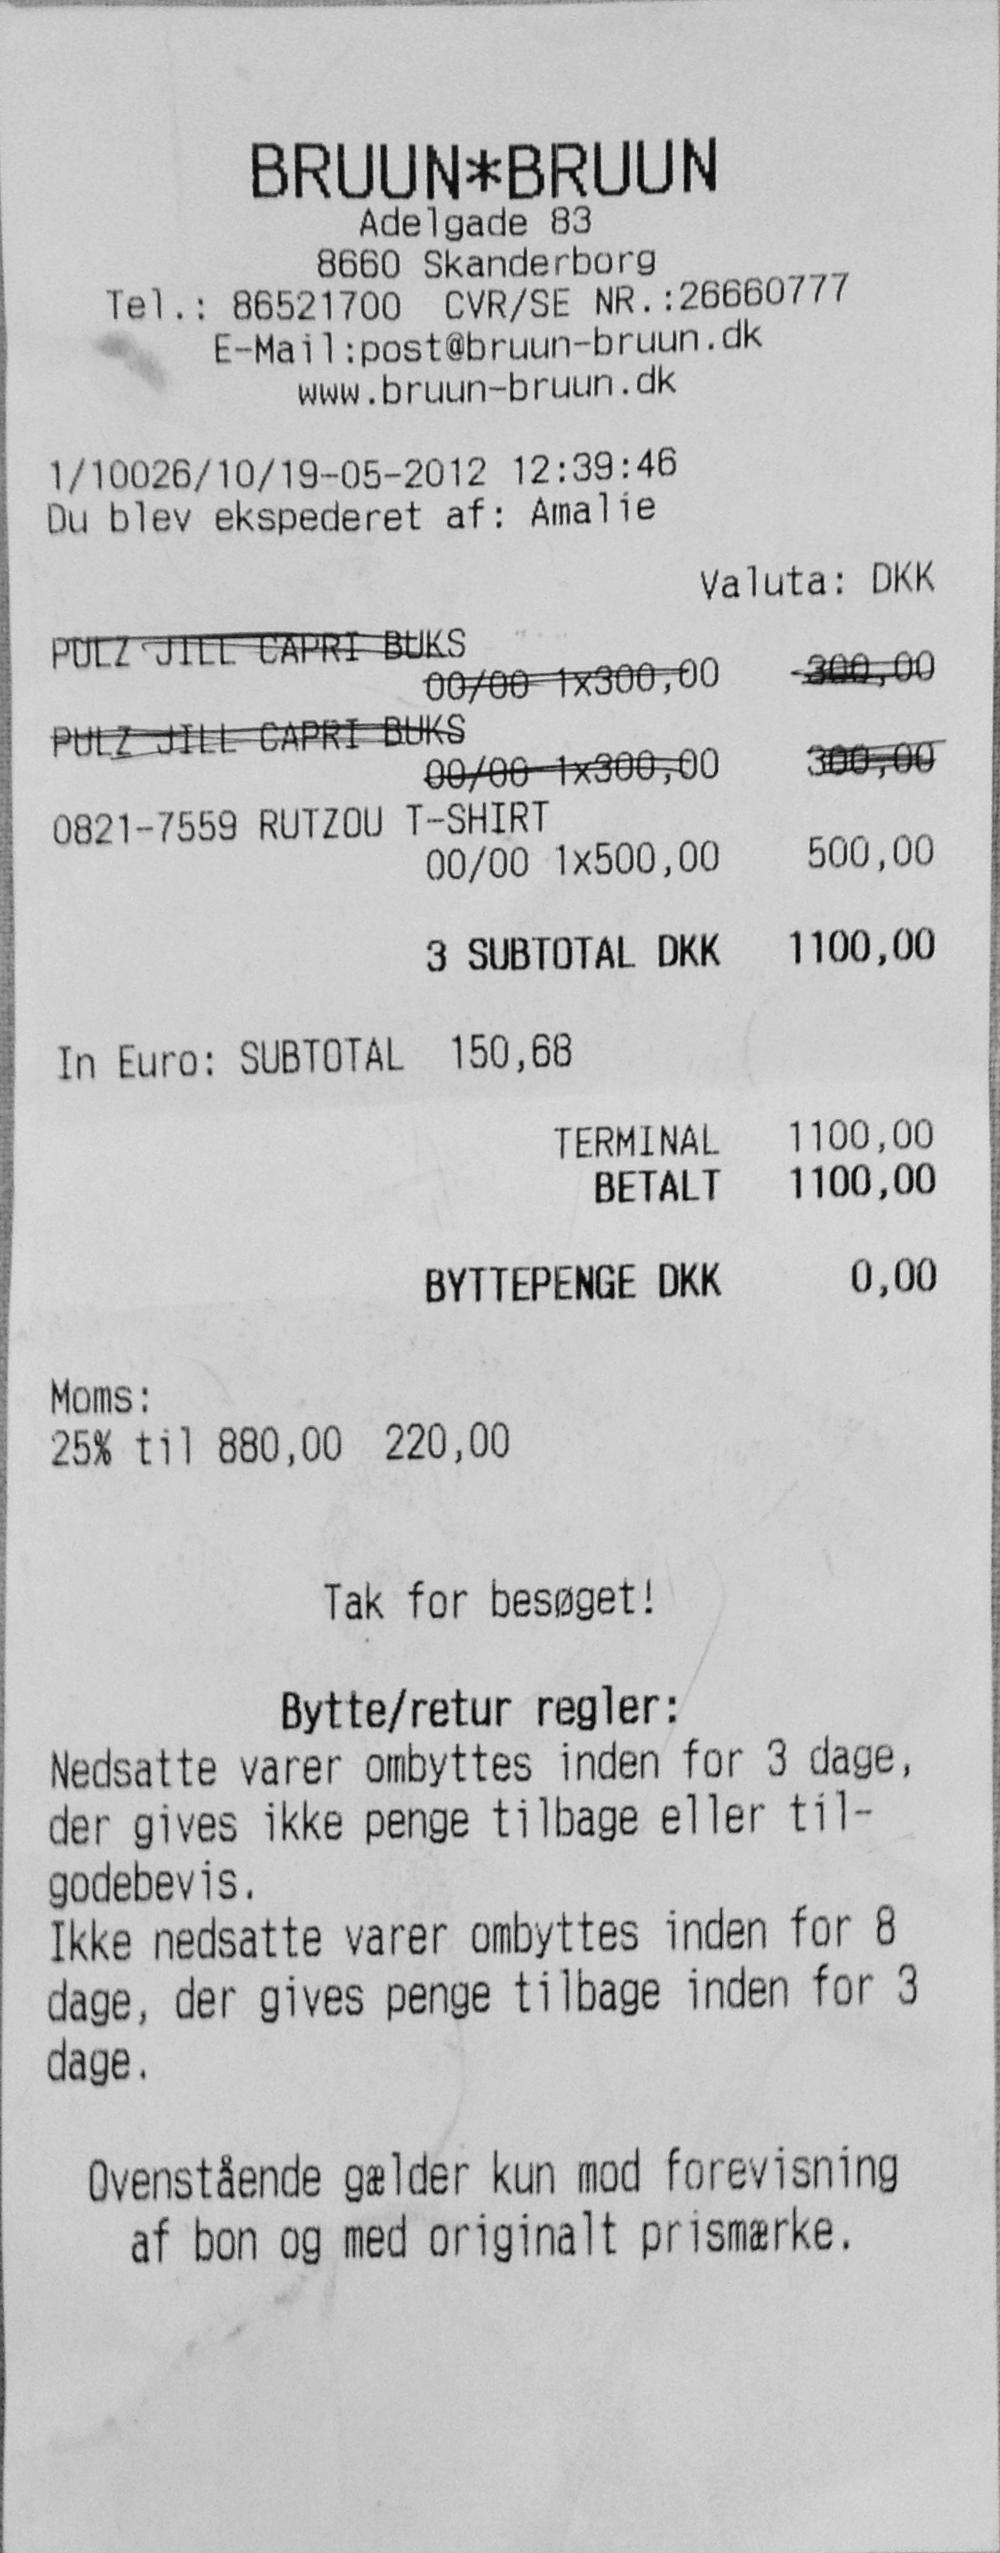 BRUUN*BRUUN
Adelgade 83
8660 Skanderborg
Tel.: 86521700 CVR/SE NR.:26660777
E-Mail:post@bruun-bruun.dk
www.bruun-bruun.dk
1/10026/10/19-05-2012 12:39:46
Du blev ekspederet af: Amalie
Valuta: DKK
PULZ JILL CAPRI BUKS
00/00 1x300,00 300,00
PULZ JILL CAPRI BUKS
00/00 1x300,00 300,00
0821-7559 RUTZOU T-SHIRT
00/00 1x500,00 500,00
3 SUBTOTAL DKK 1100,00
In Euro: SUBTOTAL 150,68
TERMINAL 1100,00
BETALT 1100,00
BYTTEPENGE DKK 0,00
Moms:
25% til 880,00 220,00
Tak for besøget!
Bytte/retur regler:
Nedsatte varer ombyttes inden for 3 dage,
der gives ikke penge tilbage eller til-
godebevis.
Ikke nedsatte varer ombyttes inden for 8
dage, der gives penge tilbage inden for 3
dage.
Ovenstående gælder kun mod forevisning
af bon og med originalt prismærke.